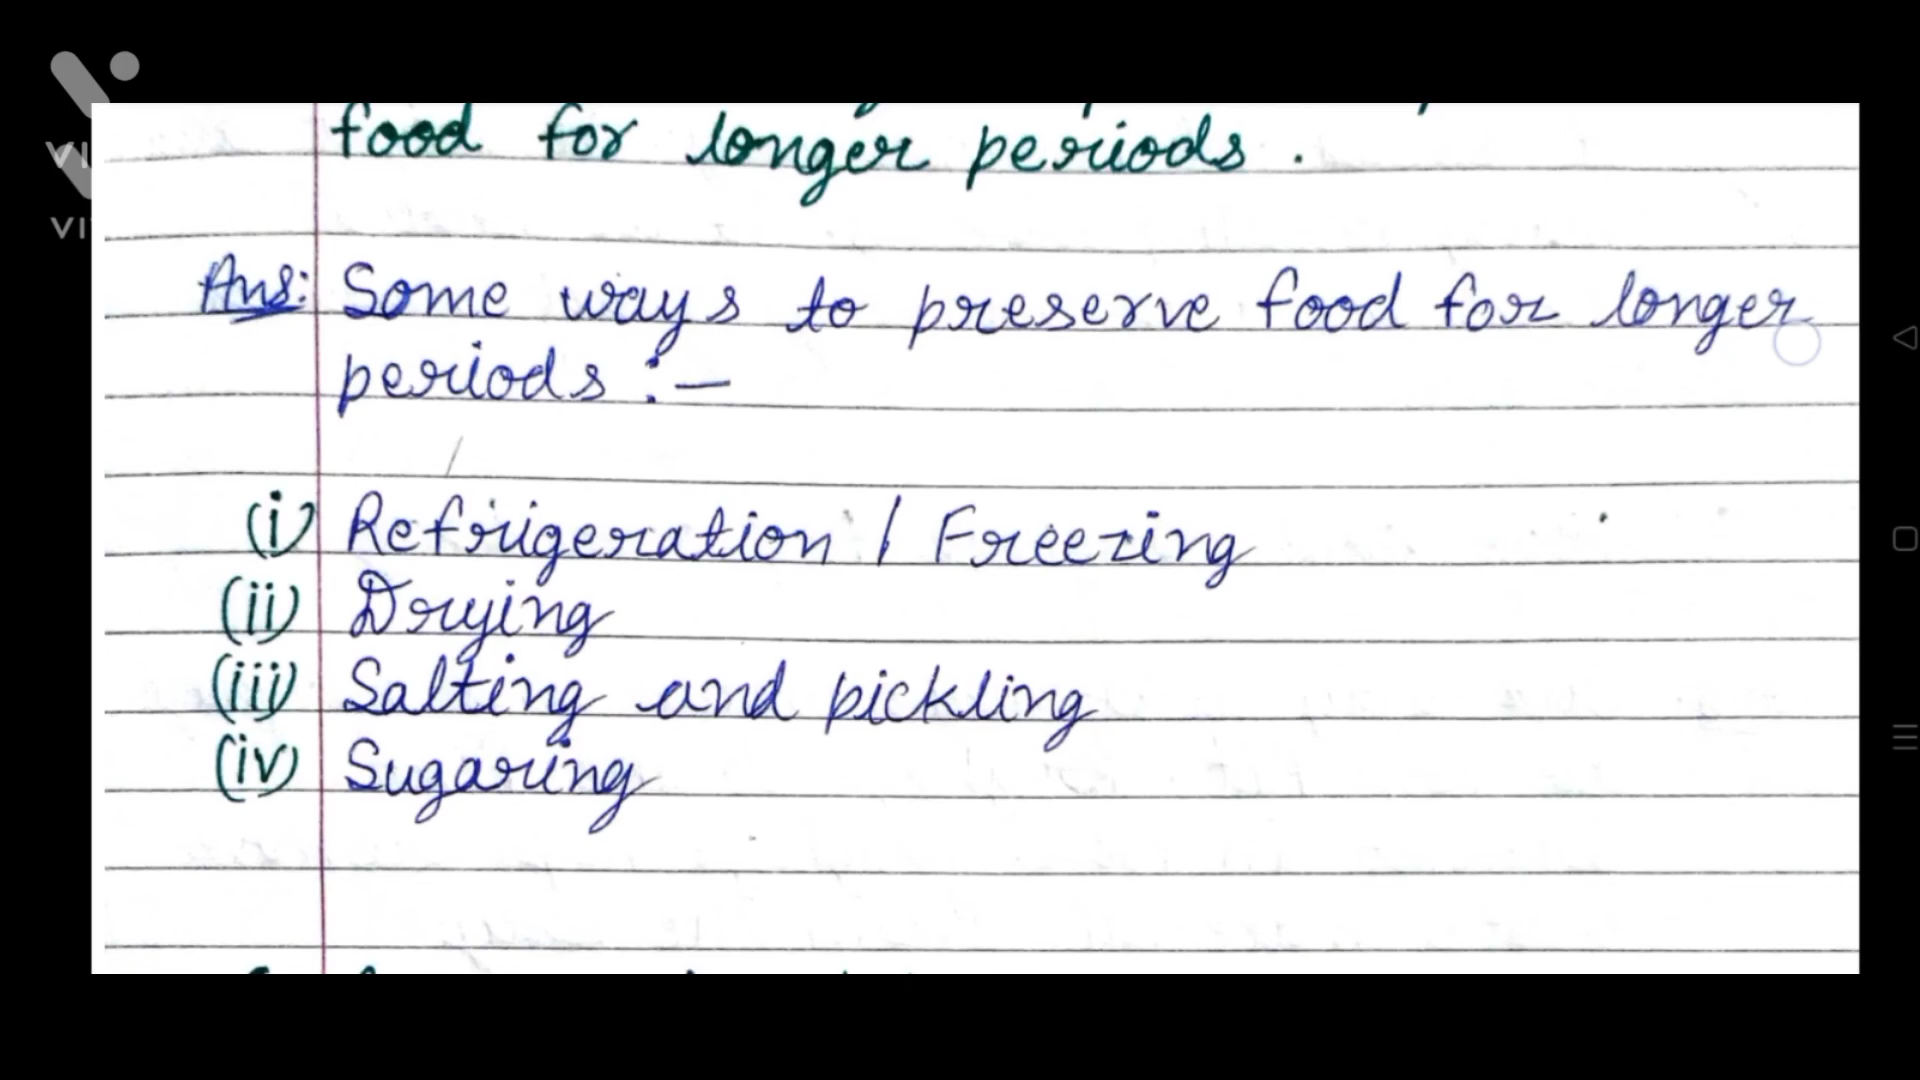 food for longer periods.
Ans: Some ways to preserve food for longer
periods :-
(i) Refrigeration / Freezing
(ii) Drying
(iii) Salting and pickling
(iv) Sugaring